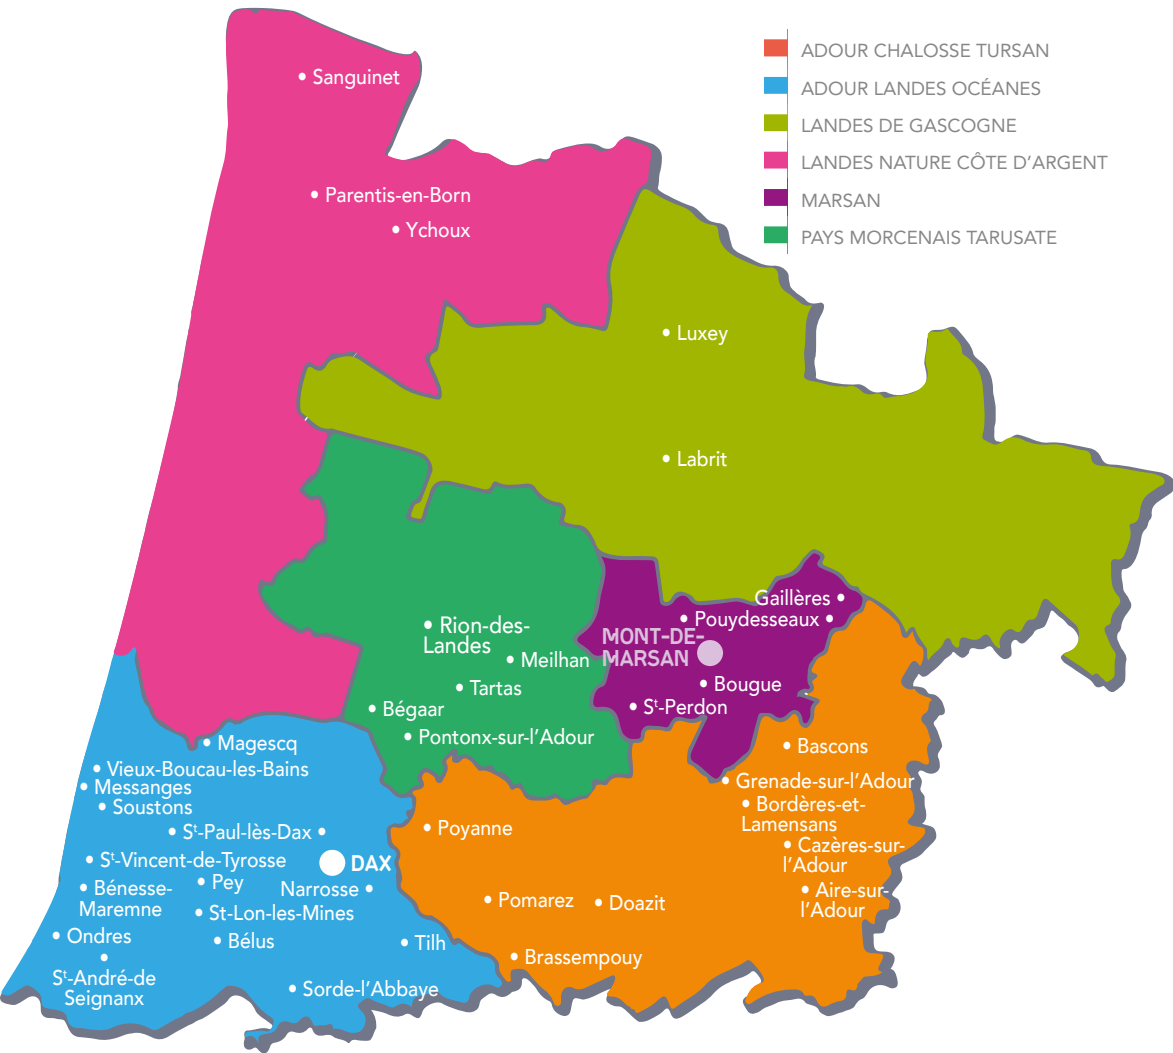 ADOUR CHALOSSE TURSAN
ADOUR LANDES OCÉANES
LANDES DE GASCOGNE
LANDES NATURE CÔTE D'ARGENT
MARSAN
PAYS MORCENAIS TARUSATE
Sanguinet
Parentis-en-Born
Ychoux
Luxey
Labrit
Gaillères
Pouydesseaux
MONT-DE-
MARSAN
Bougue
St-Perdon
Rion-des-
Landes
Meilhan
Tartas
Bégaar
Pontonx-sur-l'Adour
Magescq
Vieux-Boucau-les-Bains
Messanges
Soustons
St-Paul-lès-Dax
St-Vincent-de-Tyrosse
DAX
Pey
Narrosse
Bénesse-
Maremne
St-Lon-les-Mines
Ondres
Bélus
Tilh
St-André-de
Seignanx
Sorde-l'Abbaye
Bascons
Grenade-sur-l'Adour
Bordères-et-
Lamensans
Cazères-sur-
l'Adour
Aire-sur-
l'Adour
Poyanne
Pomarez
Doazit
Brassempouy